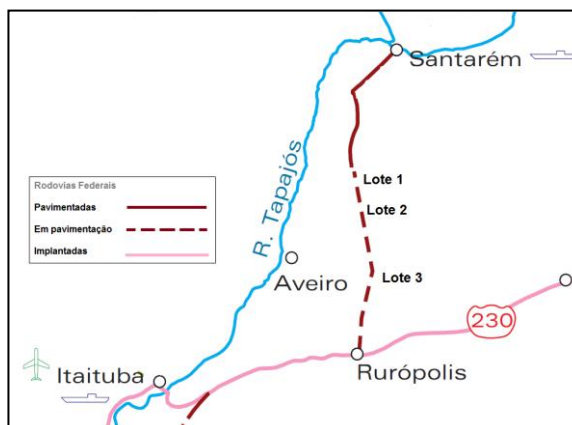 Santarém
R. Tapajós
Lote 1
Lote 2
Lote 3
Rodovias Federais
Pavimentadas
Em pavimentação
Implantadas
Aveiro
230
Itaituba
Rurópolis